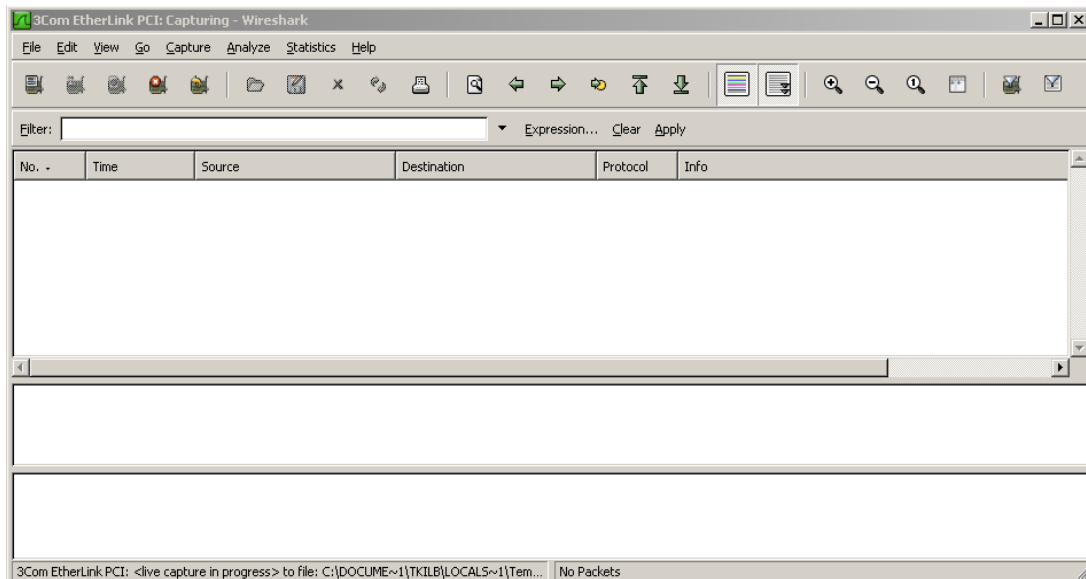 3Com EtherLink PCI: Capturing - Wireshark
File Edit View Go Capture Analyze Statistics Help
Filter: Expression... Clear Apply
No. - Time Source Destination Protocol Info
3Com EtherLink PCI: <live capture in progress> to file: C:\DOCUME~1\TKILB\LOCALS~1\Tem... No Packets